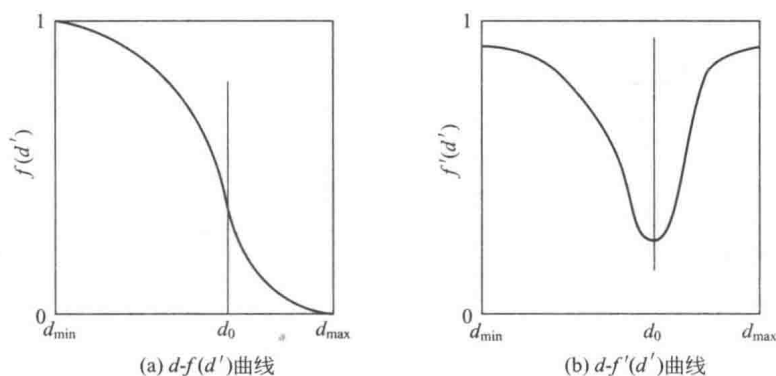 1
f(d′)
0
d_min
d_0
d_max
(a) d-f(d′)曲线
1
f′(d′)
0
d_min
d_0
d_max
(b) d-f′(d′)曲线